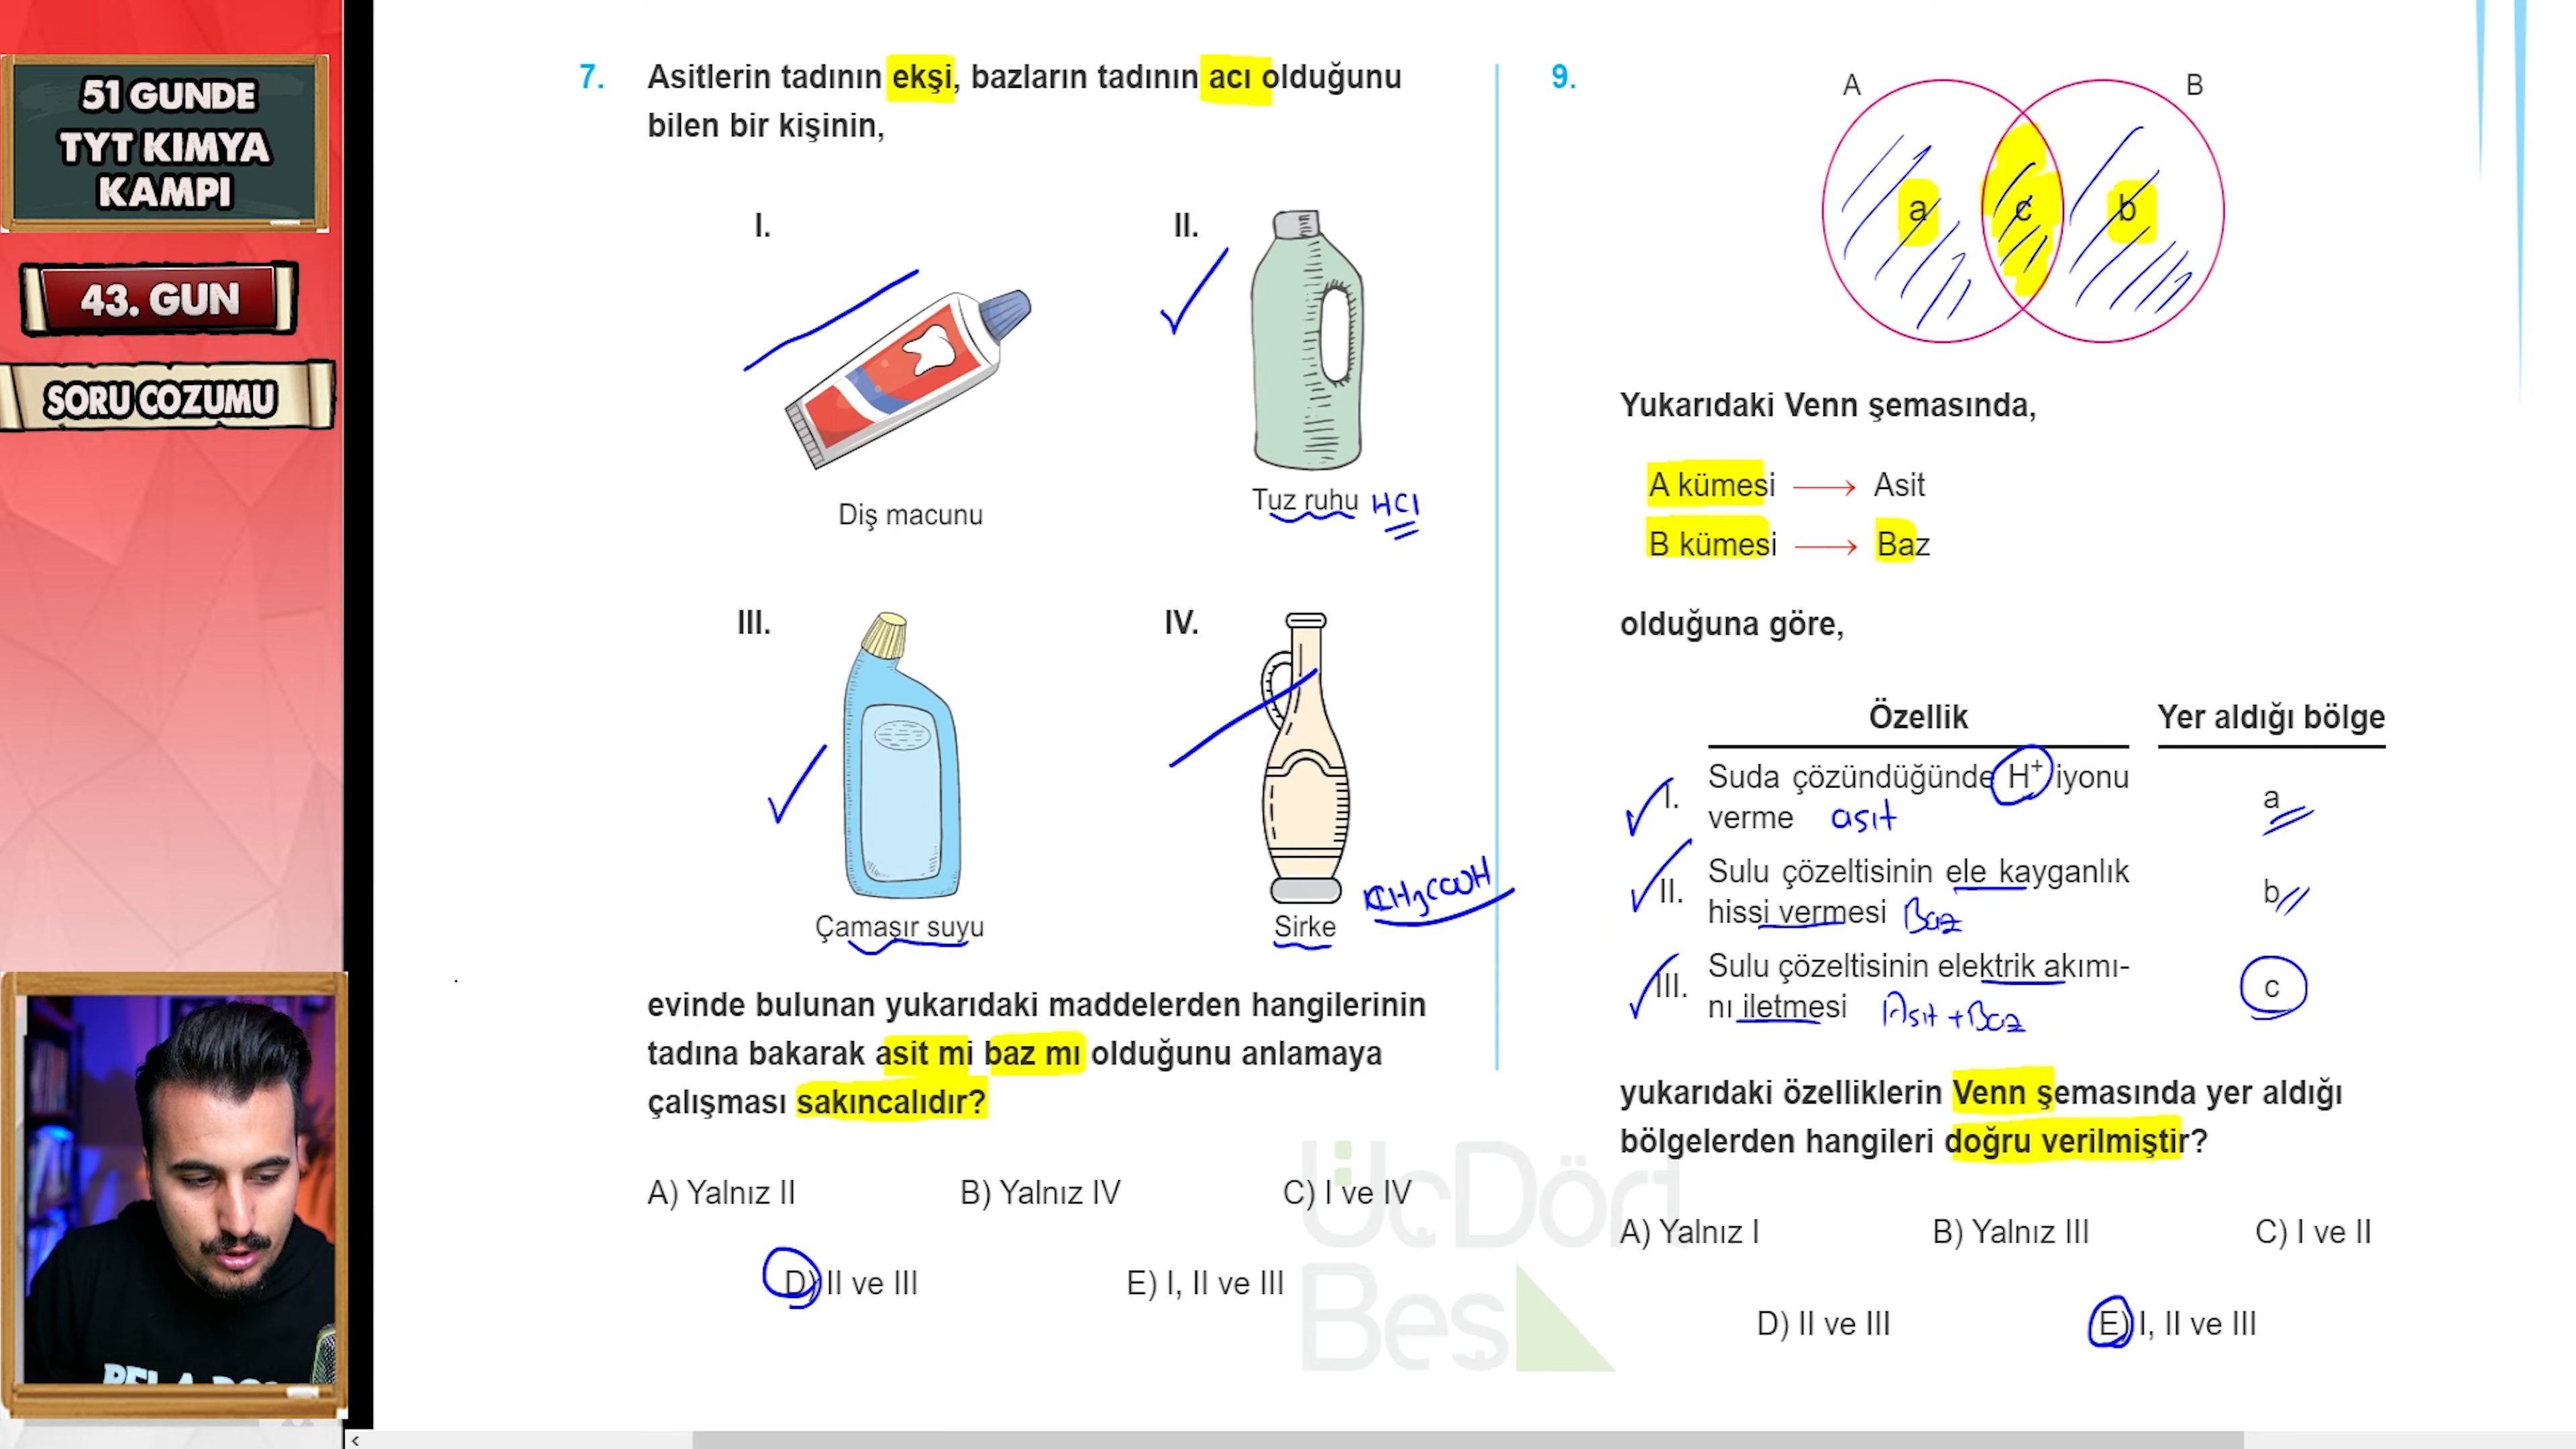 51 GUNDE
TYT KIMYA
KAMPI
43. GUN
SORU COZUMU
7. Asitlerin tadının ekşi, bazların tadının acı olduğunu
bilen bir kişinin,
I.
II.
Diş macunu
Tuz ruhu HCl
III.
IV.
Çamaşır suyu
Sirke CH3COOH
evinde bulunan yukarıdaki maddelerden hangilerinin
tadına bakarak asit mi baz mı olduğunu anlamaya
çalışması sakıncalıdır?
A) Yalnız II B) Yalnız IV C) I ve IV
D) II ve III E) I, II ve III
9.
A B
a c b
Yukarıdaki Venn şemasında,
A kümesi → Asit
B kümesi → Baz
olduğuna göre,
Özellik Yer aldığı bölge
I. Suda çözündüğünde H+ iyonu
verme asit
a
II. Sulu çözeltisinin ele kayganlık
hissi vermesi Baz
b
III. Sulu çözeltisinin elektrik akımı-
nı iletmesi Asit + Baz
c
yukarıdaki özelliklerin Venn şemasında yer aldığı
bölgelerden hangileri doğru verilmiştir?
A) Yalnız I B) Yalnız III C) I ve II
D) II ve III E) I, II ve III
ÜçDört
Beş